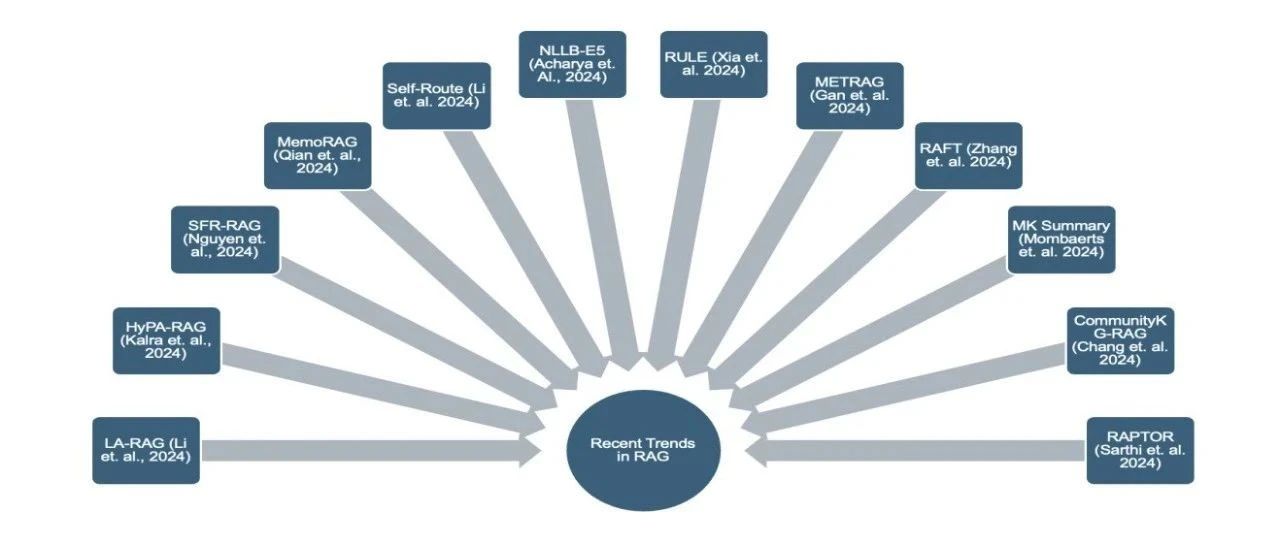 NLLB-E5
(Acharya et.
Al., 2024)
RULE (Xia et.
al. 2024)
Self-Route (Li
et. al. 2024)
METRAG
(Gan et. al.
2024)
MemoRAG
(Qian et. al.,
2024)
RAFT (Zhang
et. al. 2024)
SFR-RAG
(Nguyen et.
al., 2024)
MK Summary
(Mombaerts
et. al. 2024)
HyPA-RAG
(Kalra et. al.,
2024)
CommunityK
G-RAG
(Chang et. al.
2024)
LA-RAG (Li
et. al., 2024)
Recent Trends
in RAG
RAPTOR
(Sarthi et. al.
2024)